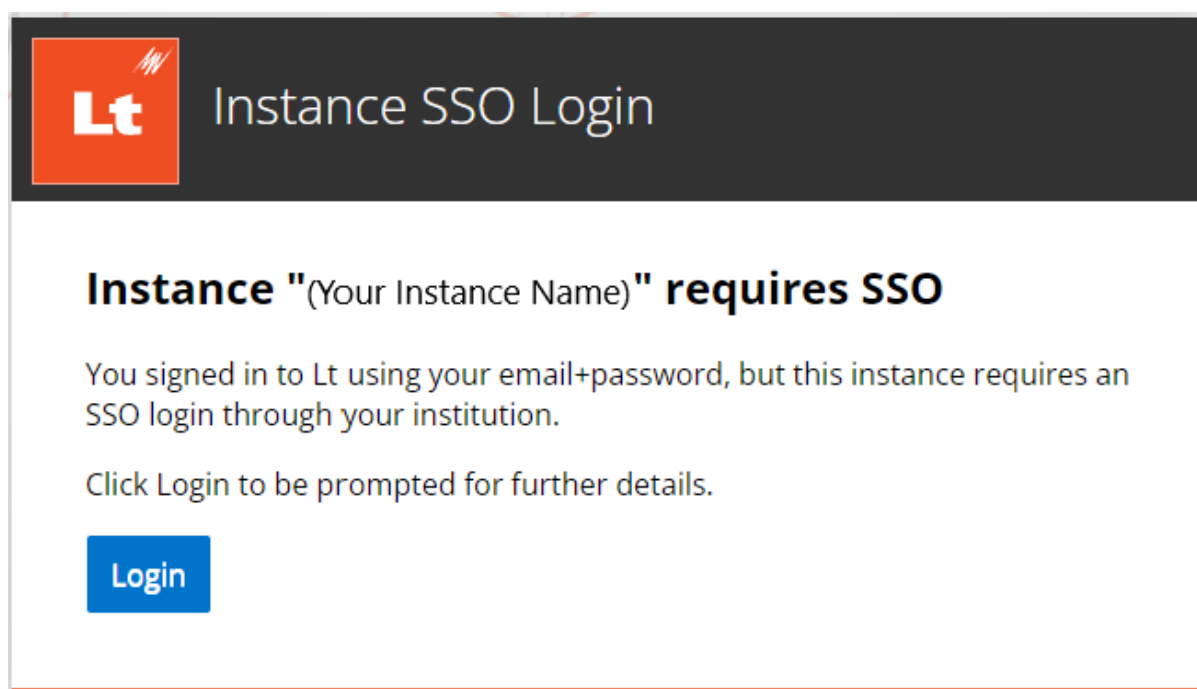 Lt
Instance SSO Login
Instance "(Your Instance Name)" requires SSO
You signed in to Lt using your email+password, but this instance requires an
SSO login through your institution.
Click Login to be prompted for further details.
Login